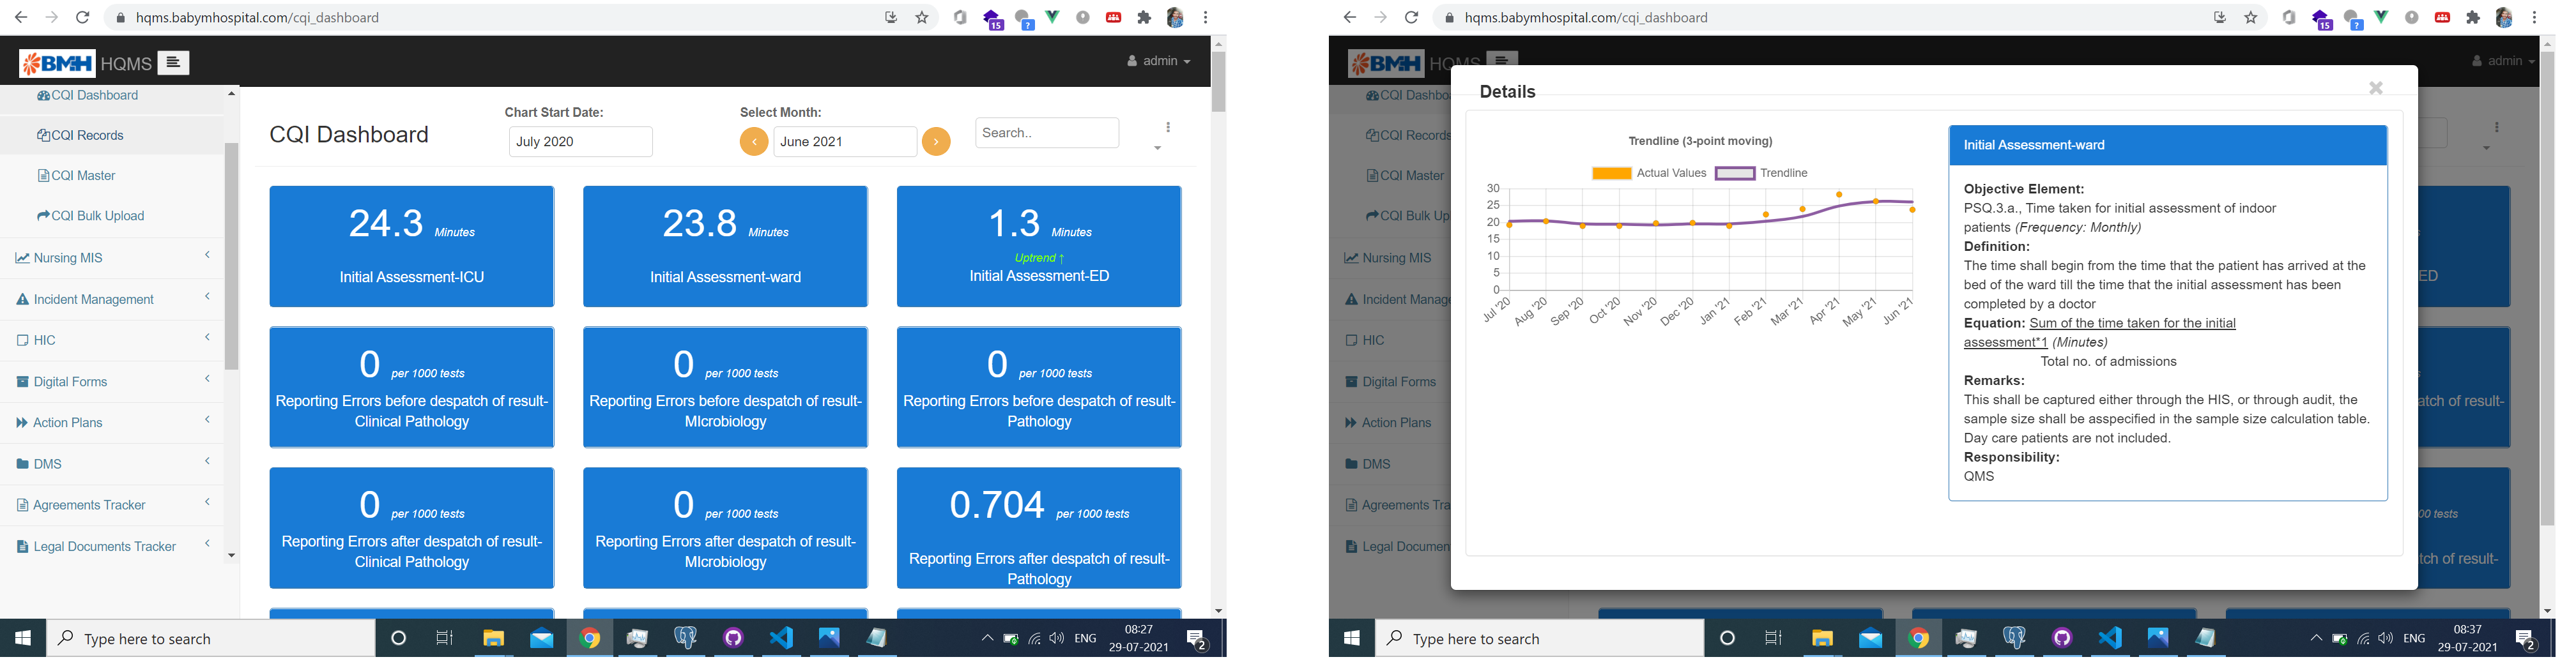 hqms.babymhospital.com/cqi_dashboard
15
?
BMH HQMS
admin
CQI Dashboard
CQI Records
CQI Master
CQI Bulk Upload
Nursing MIS
Incident Management
HIC
Digital Forms
Action Plans
DMS
Agreements Tracker
Legal Documents Tracker
CQI Dashboard
Chart Start Date:
July 2020
Select Month:
June 2021
Search..
24.3 Minutes
Initial Assessment-ICU
23.8 Minutes
Initial Assessment-ward
1.3 Minutes
Uptrend ↑
Initial Assessment-ED
0 per 1000 tests
Reporting Errors before despatch of result-
Clinical Pathology
0 per 1000 tests
Reporting Errors before despatch of result-
MIcrobiology
0 per 1000 tests
Reporting Errors before despatch of result-
Pathology
0 per 1000 tests
Reporting Errors after despatch of result-
Clinical Pathology
0 per 1000 tests
Reporting Errors after despatch of result-
MIcrobiology
0.704 per 1000 tests
Reporting Errors after despatch of result-
Pathology
Type here to search
ENG
08:27
29-07-2021
2
hqms.babymhospital.com/cqi_dashboard
15
?
BMH HQMS
admin
CQI Dashbo
CQI Records
CQI Master
CQI Bulk Up
Nursing MIS
Incident Manage
HIC
Digital Forms
Action Plans
DMS
Agreements Tra
Legal Documen
Details
Trendline (3-point moving)
Actual Values
Trendline
30
25
20
15
10
5
0
Jul '20
Aug '20
Sep '20
Oct '20
Nov '20
Dec '20
Jan '21
Feb '21
Mar '21
Apr '21
May '21
Jun '21
Initial Assessment-ward
Objective Element:
PSQ.3.a., Time taken for initial assessment of indoor
patients (Frequency: Monthly)
Definition:
The time shall begin from the time that the patient has arrived at the
bed of the ward till the time that the initial assessment has been
completed by a doctor
Equation: Sum of the time taken for the initial
assessment*1 (Minutes)
Total no. of admissions
Remarks:
This shall be captured either through the HIS, or through audit, the
sample size shall be asspecified in the sample size calculation table.
Day care patients are not included.
Responsibility:
QMS
ED
atch of result-
00 tests
tch of result-
Type here to search
ENG
08:37
29-07-2021
2